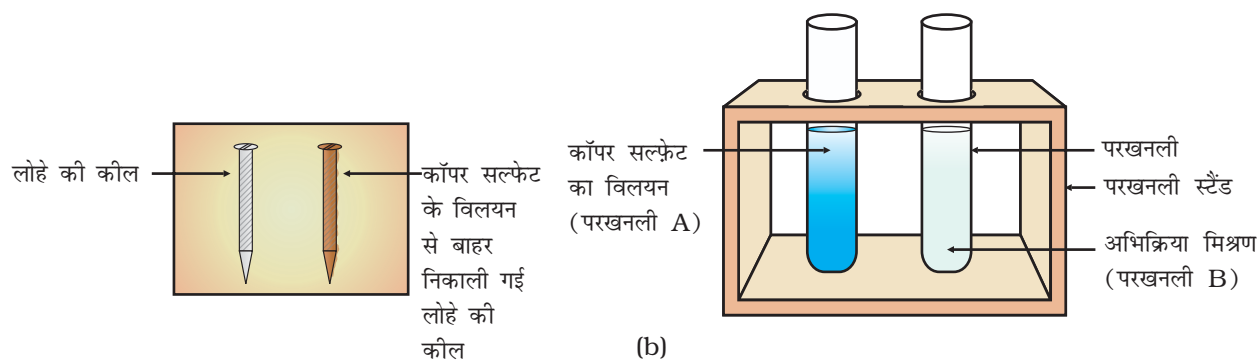 लोहे की कील
कॉपर सल्फेट
के विलयन
से बाहर
निकाली गई
लोहे की
कील
कॉपर सल्फ़ेट
का विलयन
(परखनली A)
परखनली
परखनली स्टैंड
अभिक्रिया मिश्रण
(परखनली B)
(b)